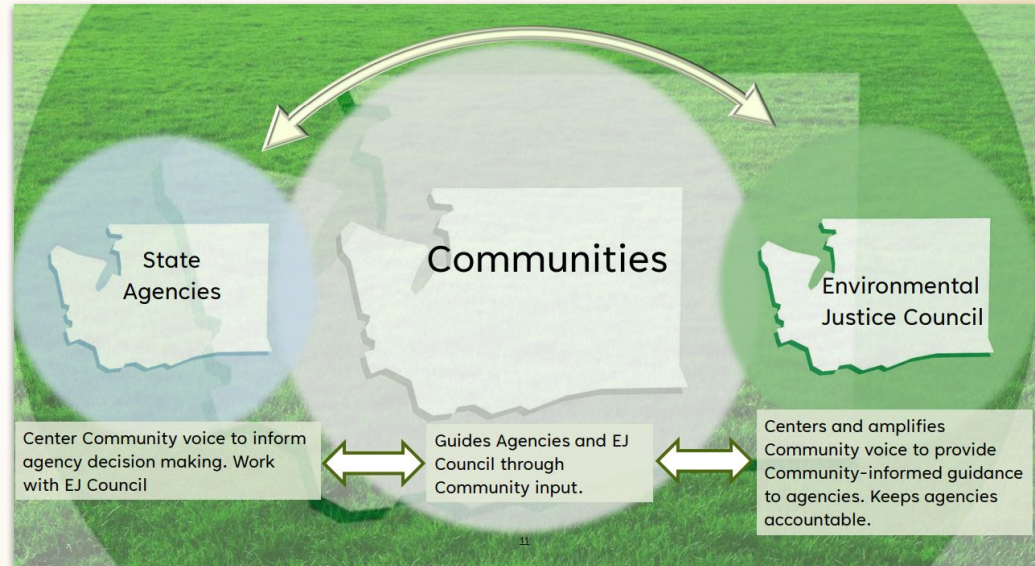 State
Agencies
Communities
Environmental
Justice Council
Center Community voice to inform
agency decision making. Work
with EJ Council
Guides Agencies and EJ
Council through
Community input.
Centers and amplifies
Community voice to provide
Community-informed guidance
to agencies. Keeps agencies
accountable.
11